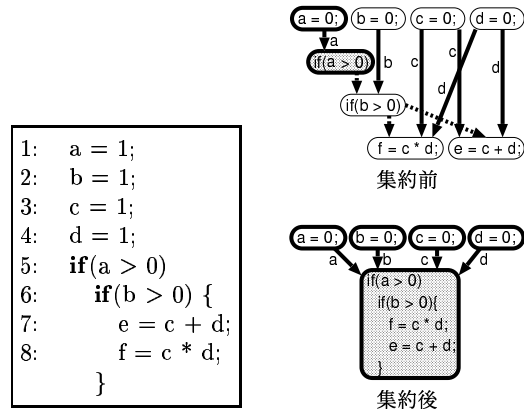 1: a = 1;
2: b = 1;
3: c = 1;
4: d = 1;
5: if(a > 0)
6: if(b > 0) {
7: e = c + d;
8: f = c * d;
}
a = 0; b = 0; c = 0; d = 0;
a
if(a > 0)
b
c
c
d
d
if(b > 0)
f = c * d; e = c + d;
集約前
a = 0; b = 0; c = 0; d = 0;
a b c d
if(a > 0)
if(b > 0){
f = c * d;
e = c + d;
}
集約後